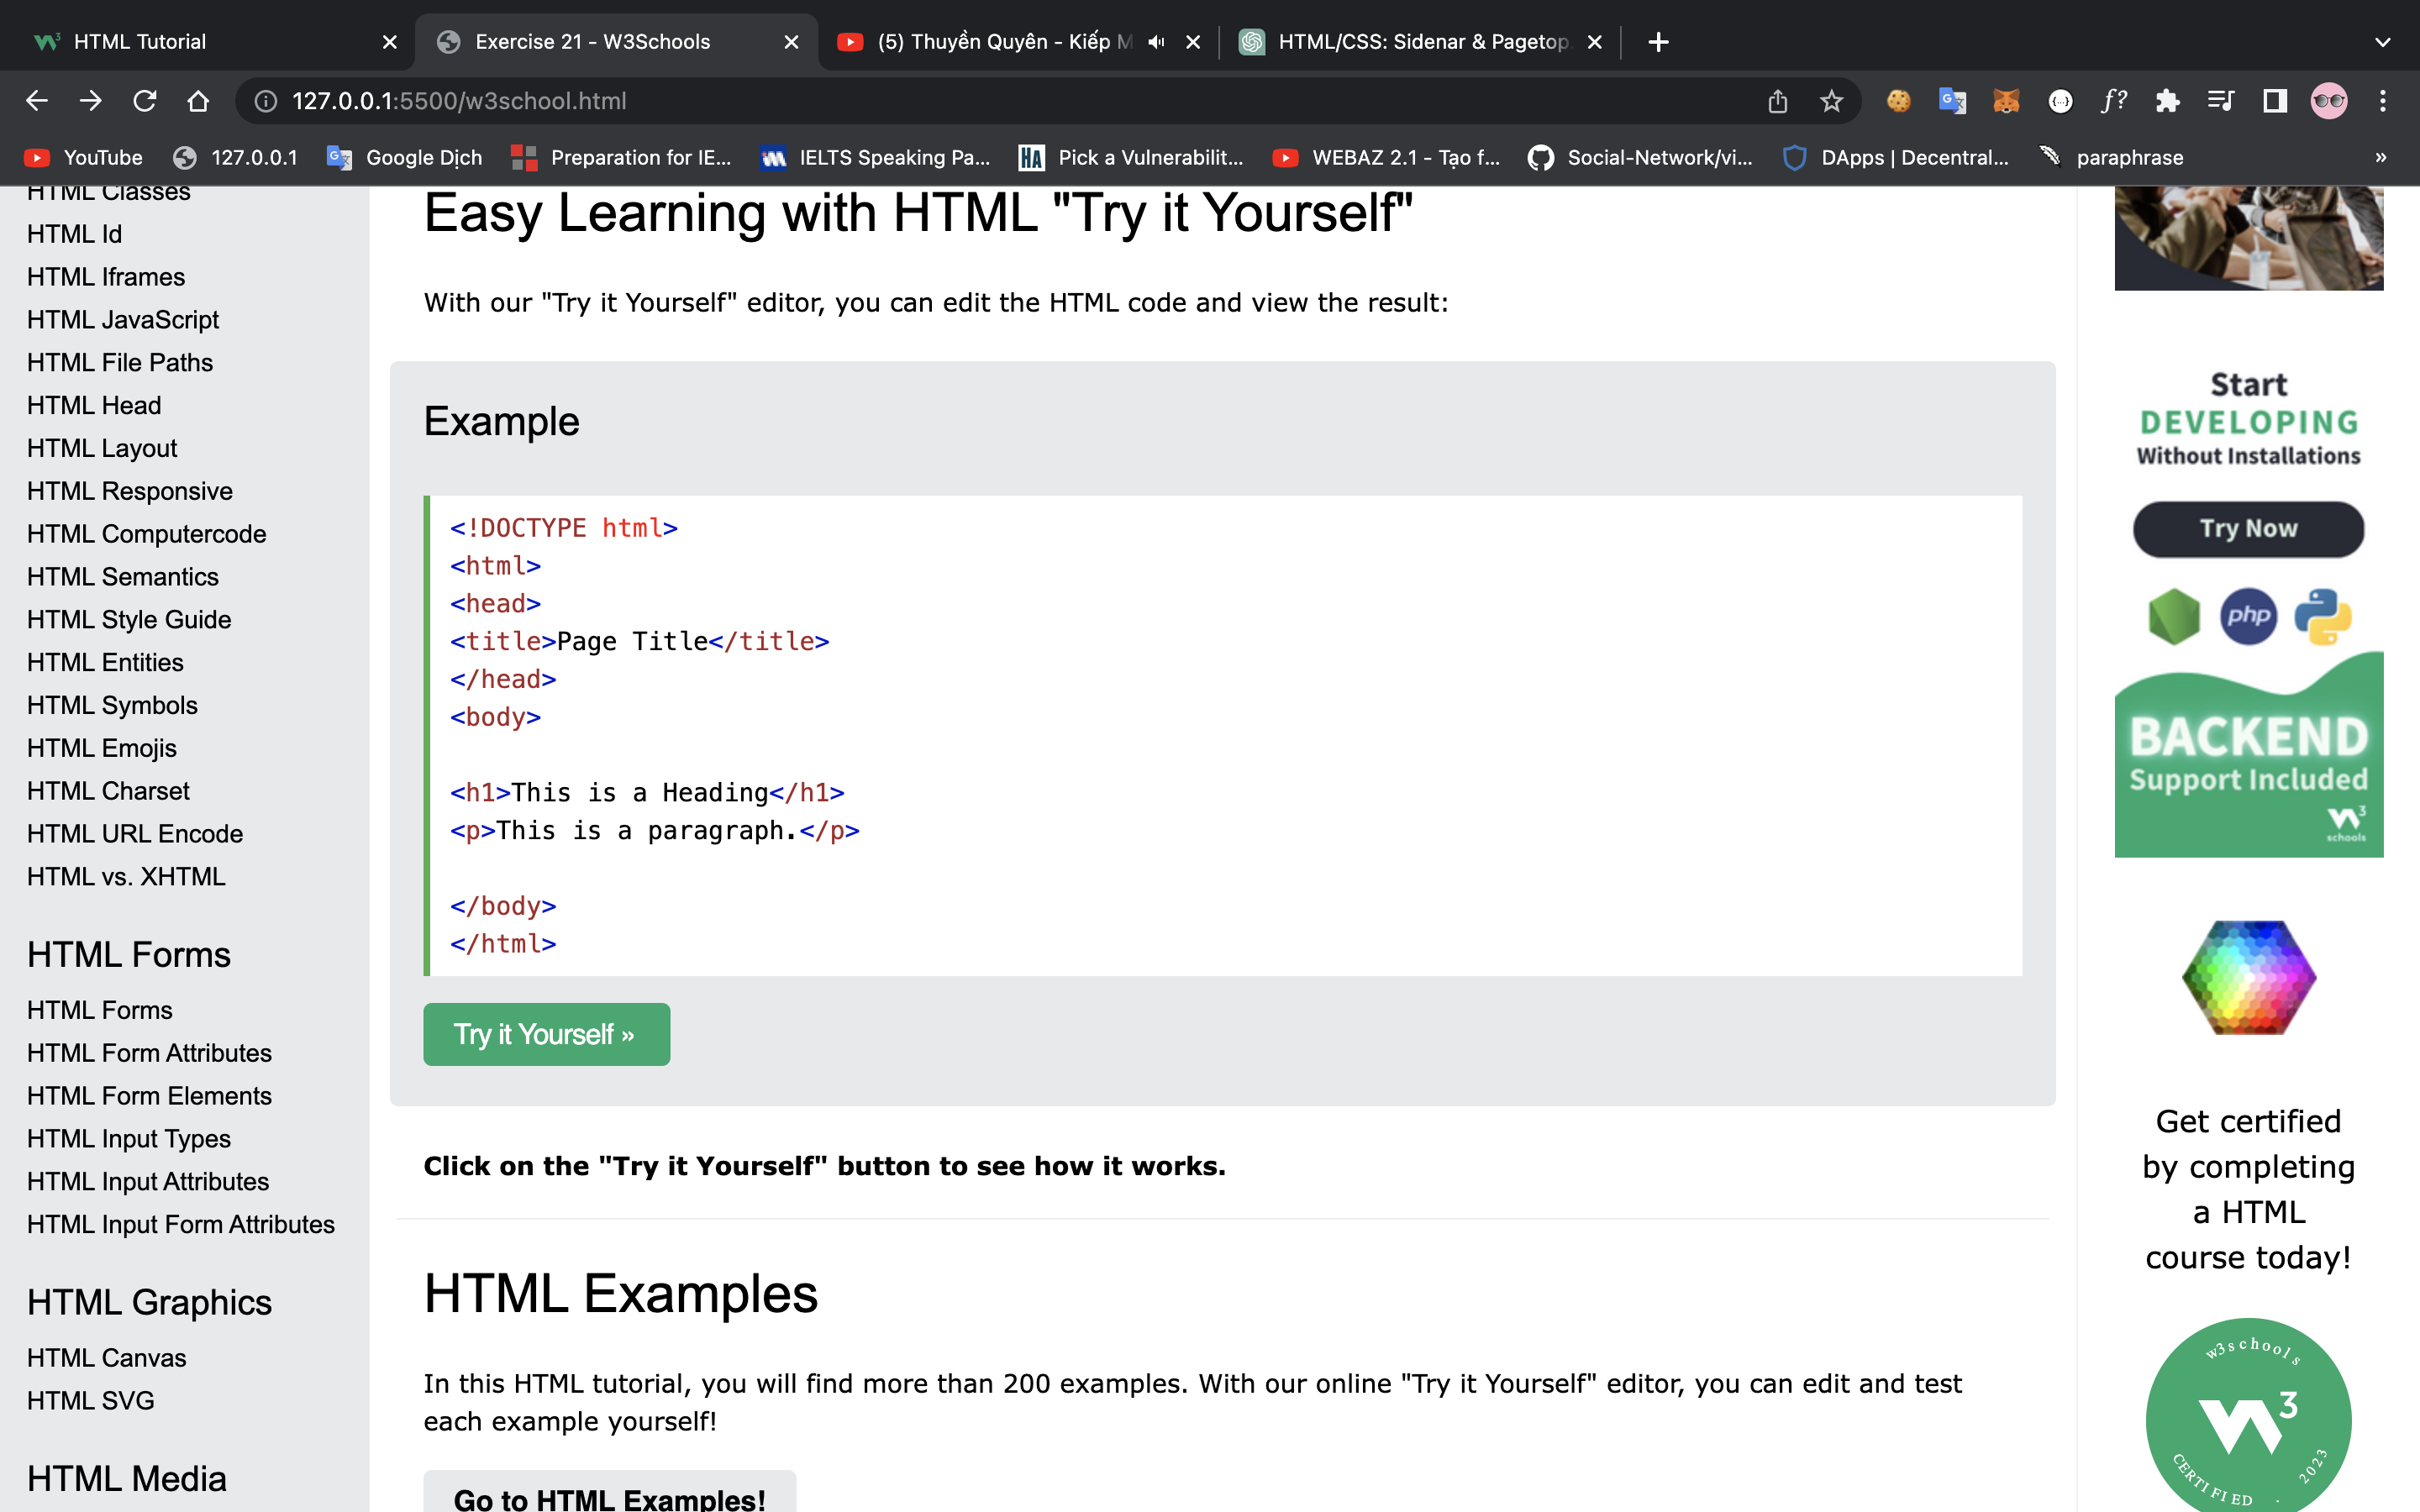 HTML Tutorial
Exercise 21 - W3Schools
(5) Thuyền Quyên - Kiếp M
HTML/CSS: Sidenar & Pagetop
127.0.0.1:5500/w3school.html
YouTube
127.0.0.1
Google Dịch
Preparation for IE...
IELTS Speaking Pa...
Pick a Vulnerabilit...
WEBAZ 2.1 - Tạo f...
Social-Network/vi...
DApps | Decentral...
paraphrase
»
HTML Classes
HTML Id
HTML Iframes
HTML JavaScript
HTML File Paths
HTML Head
HTML Layout
HTML Responsive
HTML Computercode
HTML Semantics
HTML Style Guide
HTML Entities
HTML Symbols
HTML Emojis
HTML Charset
HTML URL Encode
HTML vs. XHTML
HTML Forms
HTML Forms
HTML Form Attributes
HTML Form Elements
HTML Input Types
HTML Input Attributes
HTML Input Form Attributes
HTML Graphics
HTML Canvas
HTML SVG
HTML Media
Easy Learning with HTML "Try it Yourself"
With our "Try it Yourself" editor, you can edit the HTML code and view the result:
Example
<!DOCTYPE html>
<html>
<head>
<title>Page Title</title>
</head>
<body>
<h1>This is a Heading</h1>
<p>This is a paragraph.</p>
</body>
</html>
Try it Yourself »
Click on the "Try it Yourself" button to see how it works.
HTML Examples
In this HTML tutorial, you will find more than 200 examples. With our online "Try it Yourself" editor, you can edit and test
each example yourself!
Go to HTML Examples!
Start
DEVELOPING
Without Installations
Try Now
php
BACKEND
Support Included
W3
schools
Get certified
by completing
a HTML
course today!
w3schools
W3
CERTIFIED . 2023